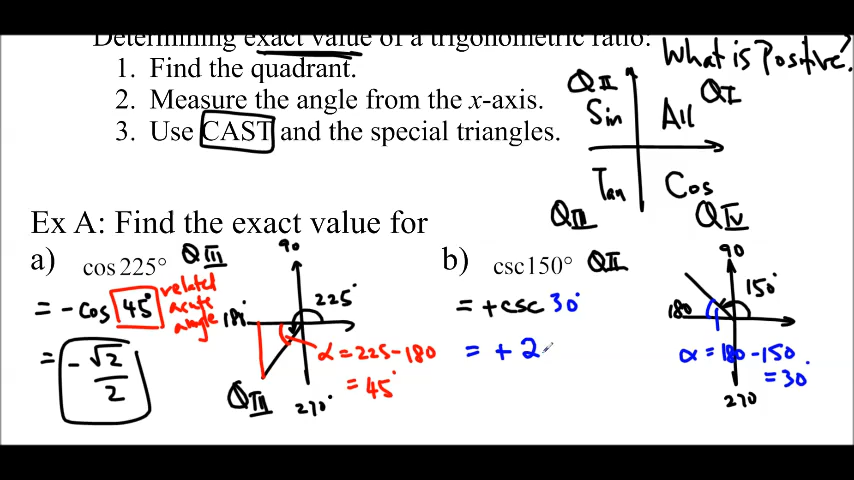 Determining exact value of a trigonometric ratio:
1. Find the quadrant.
2. Measure the angle from the x-axis.
3. Use CAST and the special triangles.
What is Positive?
QII
QI
Sin
All
Tan
Cos
QIII
QIV
Ex A: Find the exact value for
a) cos 225° QIII
= - cos 45°
related acute angle
= - √2/2
90
225°
180
α = 225 - 180
= 45°
QIII
270°
b) csc 150° QII
= + csc 30°
= + 2
90
150°
180
α = 180 - 150
= 30°
270